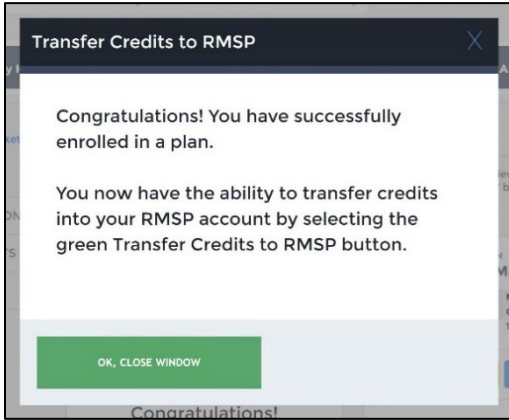 Transfer Credits to RMSP
X
Congratulations! You have successfully
enrolled in a plan.
You now have the ability to transfer credits
into your RMSP account by selecting the
green Transfer Credits to RMSP button.
OK, CLOSE WINDOW
Congratulations!